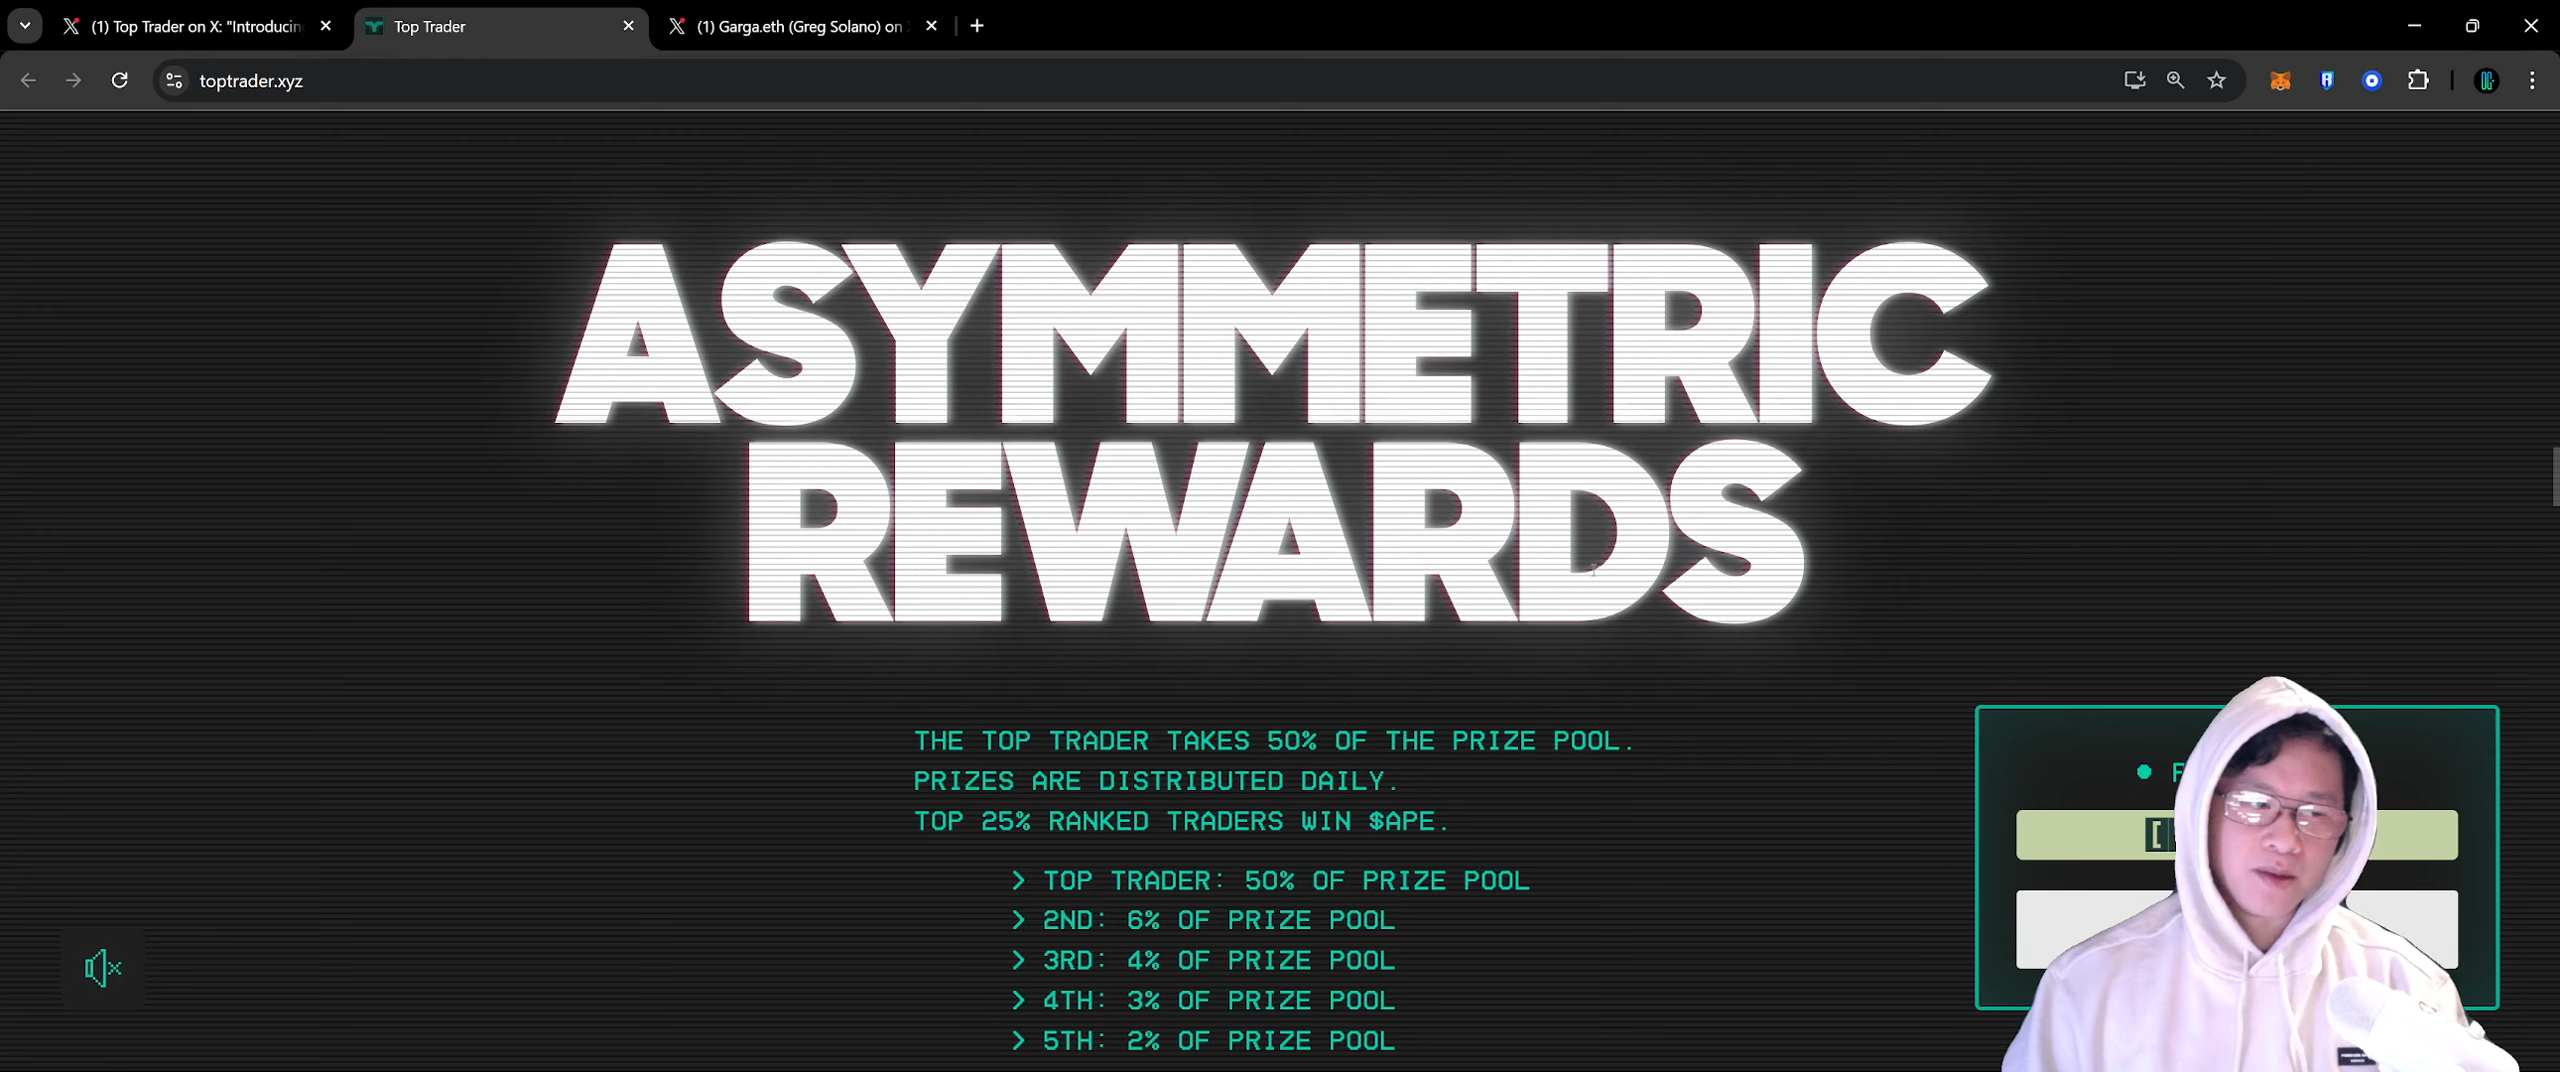 (1) Top Trader on X: "Introducin
Top Trader
(1) Garga.eth (Greg Solano) on
toptrader.xyz
ASYMMETRIC
REWARDS
THE TOP TRADER TAKES 50% OF THE PRIZE POOL.
PRIZES ARE DISTRIBUTED DAILY.
TOP 25% RANKED TRADERS WIN $APE.
> TOP TRADER: 50% OF PRIZE POOL
> 2ND: 6% OF PRIZE POOL
> 3RD: 4% OF PRIZE POOL
> 4TH: 3% OF PRIZE POOL
> 5TH: 2% OF PRIZE POOL
[